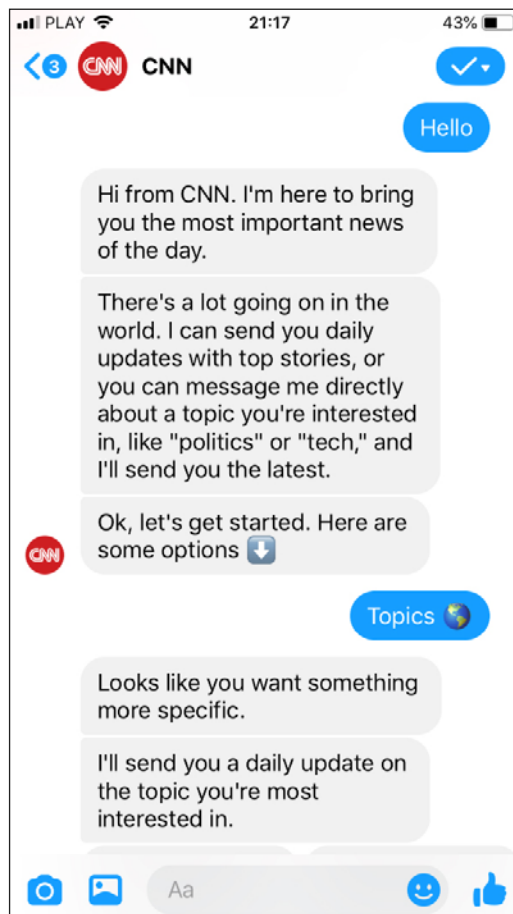 PLAY 21:17 43%
3 CNN CNN
Hello
Hi from CNN. I'm here to bring
you the most important news
of the day.
There's a lot going on in the
world. I can send you daily
updates with top stories, or
you can message me directly
about a topic you're interested
in, like "politics" or "tech," and
I'll send you the latest.
Ok, let's get started. Here are
some options ⬇️
CNN
Topics 🌎
Looks like you want something
more specific.
I'll send you a daily update on
the topic you're most
interested in.
Aa